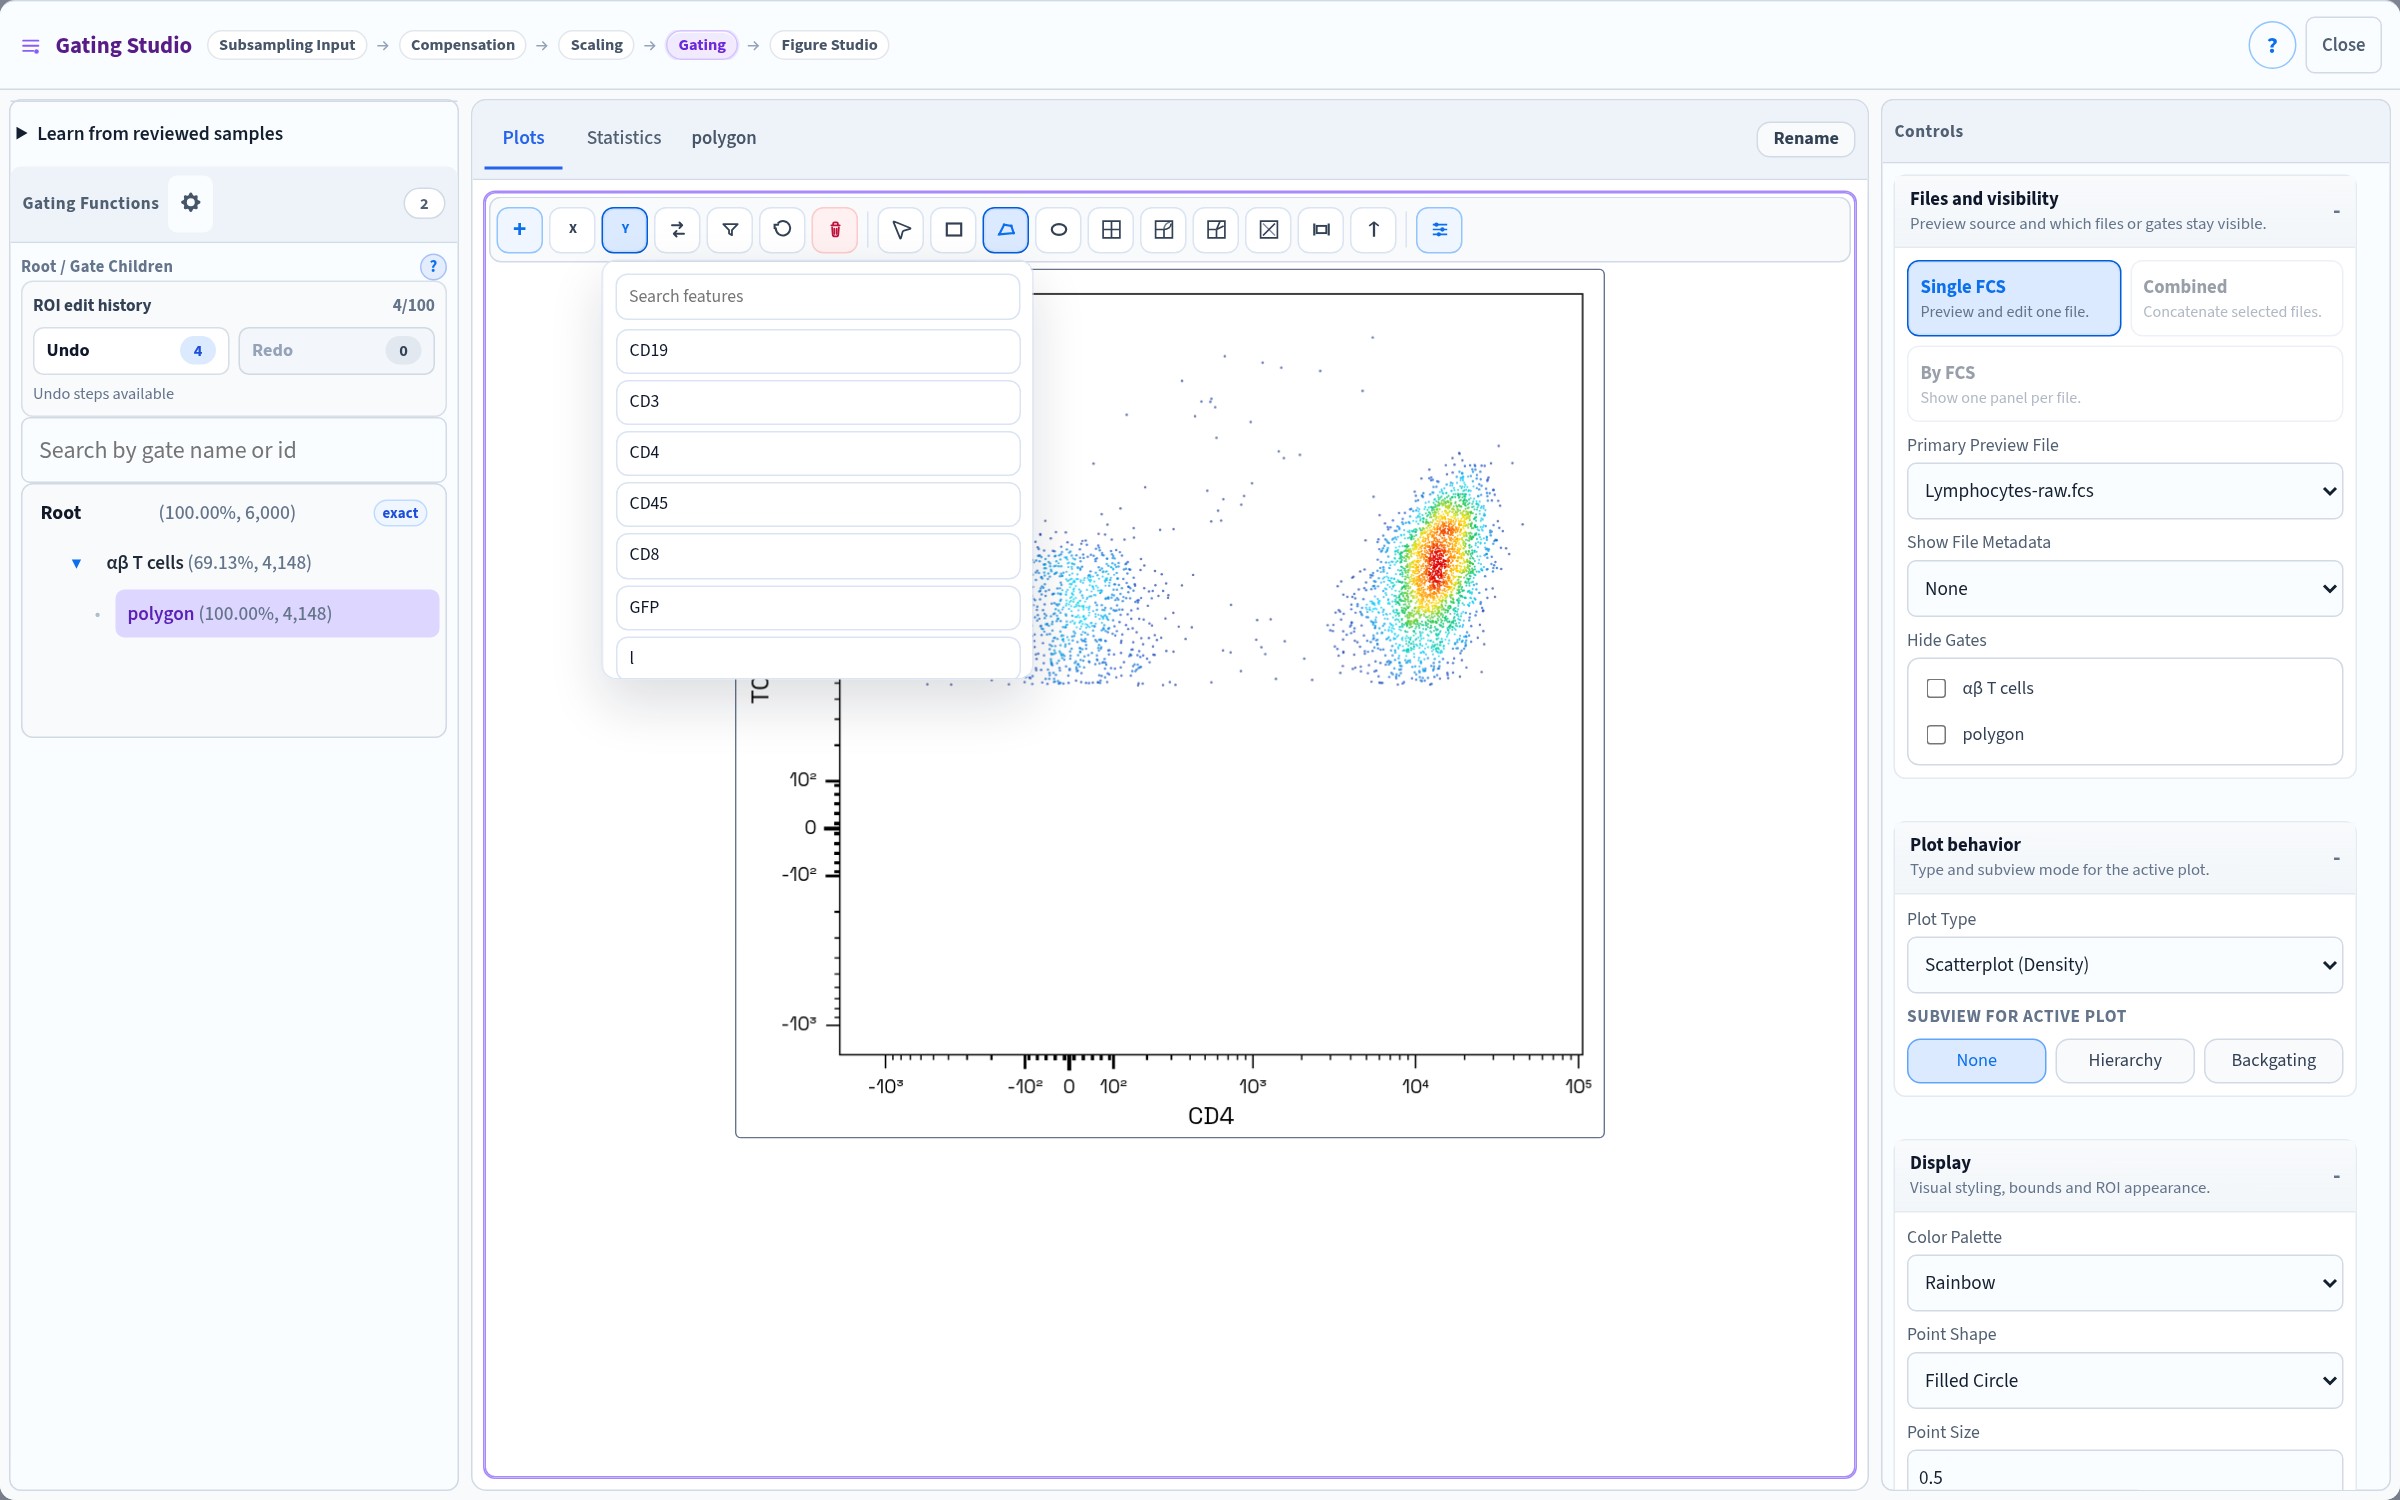 Gating Studio
Subsampling Input → Compensation → Scaling → Gating → Figure Studio
?
Close
Learn from reviewed samples
Gating Functions
2
Root / Gate Children
?
ROI edit history
4/100
Undo
4
Redo
0
Undo steps available
Search by gate name or id
Root (100.00%, 6,000) exact
αβ T cells (69.13%, 4,148)
polygon (100.00%, 4,148)
Plots
Statistics
polygon
Rename
+
X
Y
Search features
CD19
CD3
CD4
CD45
CD8
GFP
TC
10²
0
-10²
-10³
-10³
-10²
0
10²
10³
10⁴
10⁵
CD4
Controls
Files and visibility
Preview source and which files or gates stay visible.
-
Single FCS
Preview and edit one file.
Combined
Concatenate selected files.
By FCS
Show one panel per file.
Primary Preview File
Lymphocytes-raw.fcs
Show File Metadata
None
Hide Gates
αβ T cells
polygon
Plot behavior
Type and subview mode for the active plot.
-
Plot Type
Scatterplot (Density)
SUBVIEW FOR ACTIVE PLOT
None
Hierarchy
Backgating
Display
Visual styling, bounds and ROI appearance.
-
Color Palette
Rainbow
Point Shape
Filled Circle
Point Size
0.5